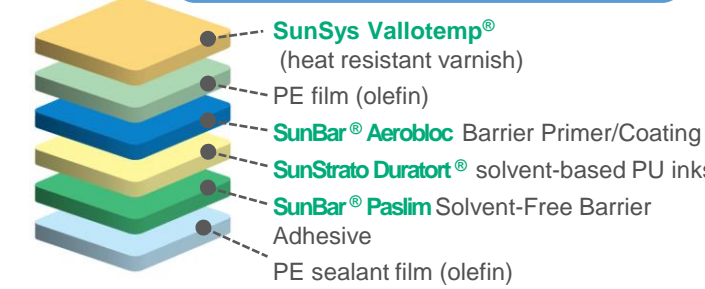 SunSys Vallotemp®
(heat resistant varnish)
PE film (olefin)
SunBar® Aerobloc Barrier Primer/Coating
SunStrato Duratort® solvent-based PU inks
SunBar® Paslim Solvent-Free Barrier
Adhesive
PE sealant film (olefin)